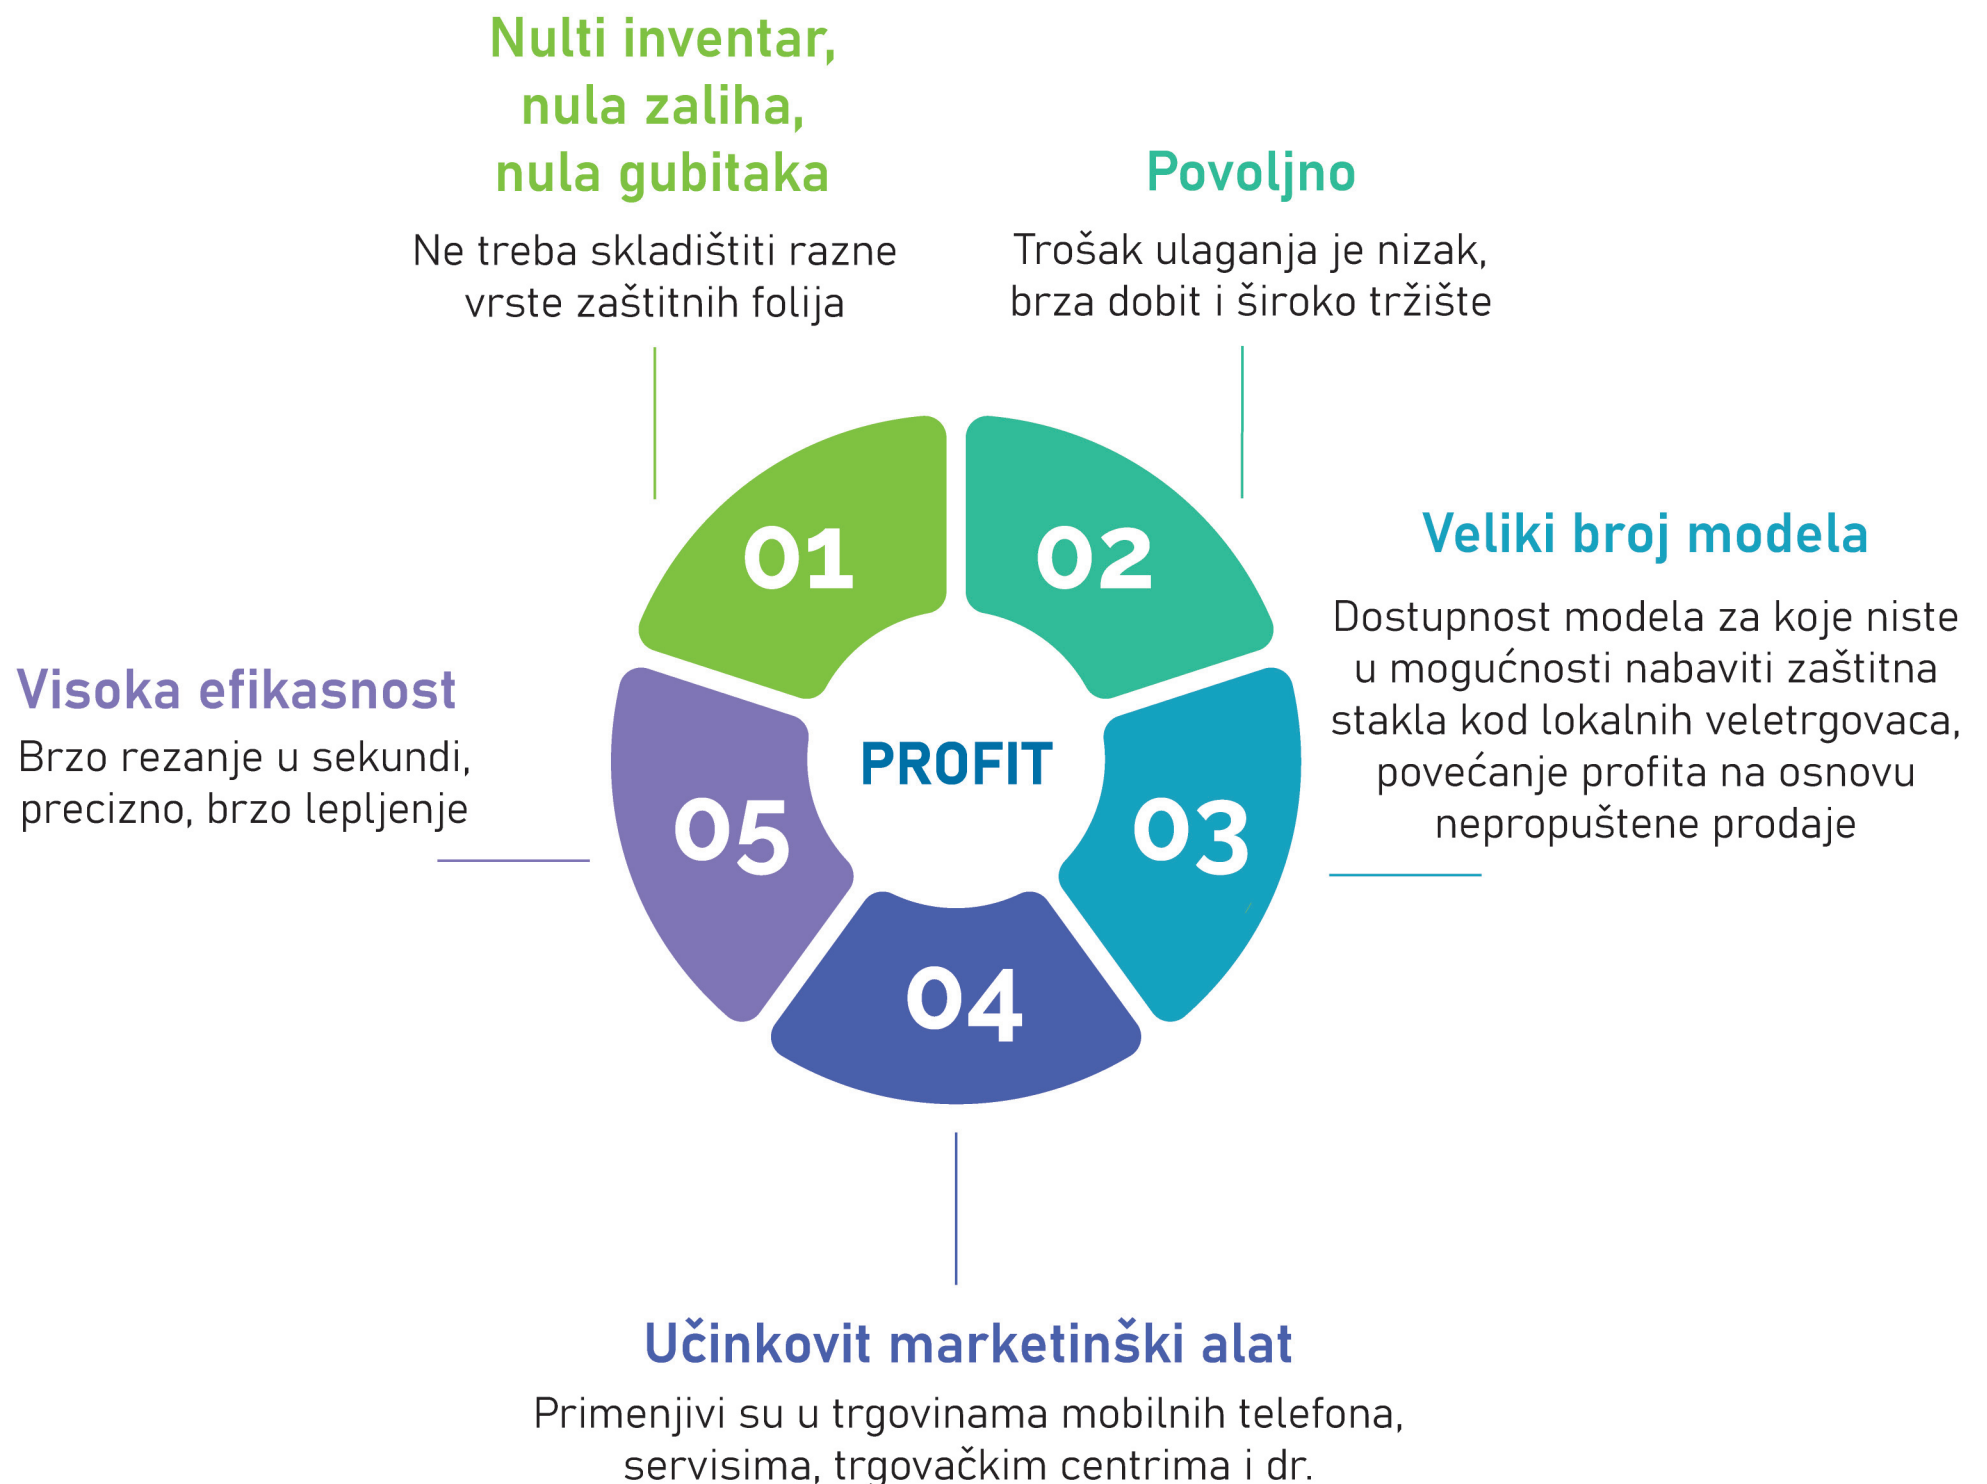 Nulti inventar,
nula zaliha,
nula gubitaka
Ne treba skladištiti razne
vrste zaštitnih folija
Povoljno
Trošak ulaganja je nizak,
brza dobit i široko tržište
01
02
Veliki broj modela
Dostupnost modela za koje niste
u mogućnosti nabaviti zaštitna
stakla kod lokalnih veletrgovaca,
povećanje profita na osnovu
nepropuštene prodaje
Visoka efikasnost
Brzo rezanje u sekundi,
precizno, brzo lepljenje
PROFIT
05
03
04
Učinkovit marketinški alat
Primenjivi su u trgovinama mobilnih telefona,
servisima, trgovačkim centrima i dr.